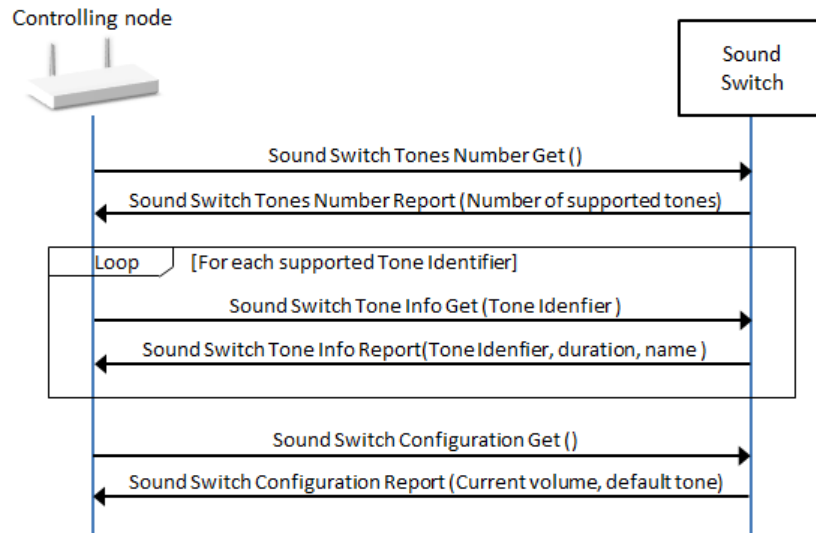 Controlling node
Sound
Switch
Sound Switch Tones Number Get ()
Sound Switch Tones Number Report (Number of supported tones)
Loop [For each supported Tone Identifier]
Sound Switch Tone Info Get (Tone Idenfier )
Sound Switch Tone Info Report(Tone Idenfier, duration, name )
Sound Switch Configuration Get ()
Sound Switch Configuration Report (Current volume, default tone)